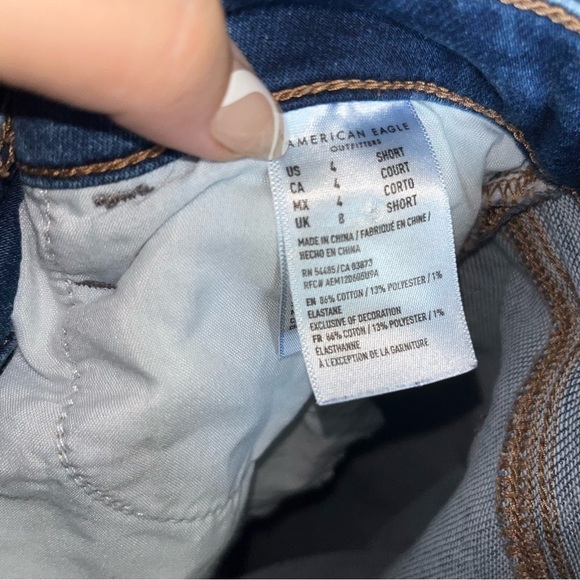 AMERICAN EAGLE
OUTFITTERS
US 4 SHORT
CA 4 COURT
MX 4 CORTO
UK 8 SHORT
MADE IN CHINA / FABRIQUÉ EN CHINE /
HECHO EN CHINA
RN 54485/CA 03873
EN 86% COTTON / 13% POLYESTER / 1%
ELASTANE
EXCLUSIVE OF DECORATION
FR 86% COTON / 13% POLYESTER / 1%
ÉLASTHANNE
À L'EXCEPTION DE LA GARNITURE